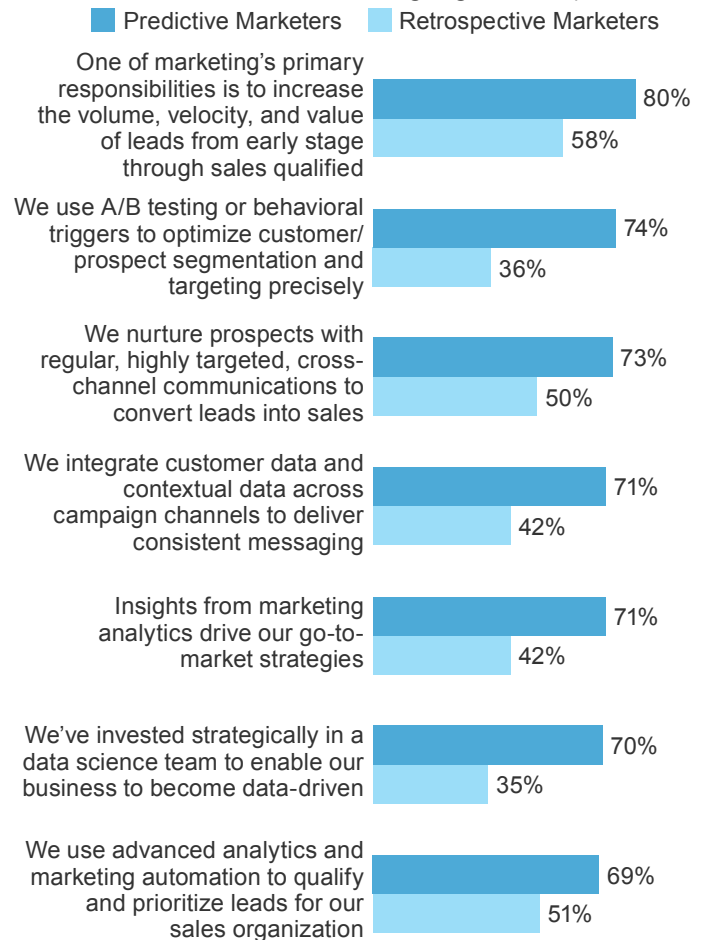 Predictive Marketers Retrospective Marketers
One of marketing's primary
responsibilities is to increase
the volume, velocity, and value
of leads from early stage
through sales qualified
80%
58%
We use A/B testing or behavioral
triggers to optimize customer/
prospect segmentation and
targeting precisely
74%
36%
We nurture prospects with
regular, highly targeted, cross-
channel communications to
convert leads into sales
73%
50%
We integrate customer data and
contextual data across
campaign channels to deliver
consistent messaging
71%
42%
Insights from marketing
analytics drive our go-to-
market strategies
71%
42%
We've invested strategically in a
data science team to enable our
business to become data-driven
70%
35%
We use advanced analytics and
marketing automation to qualify
and prioritize leads for our
sales organization
69%
51%